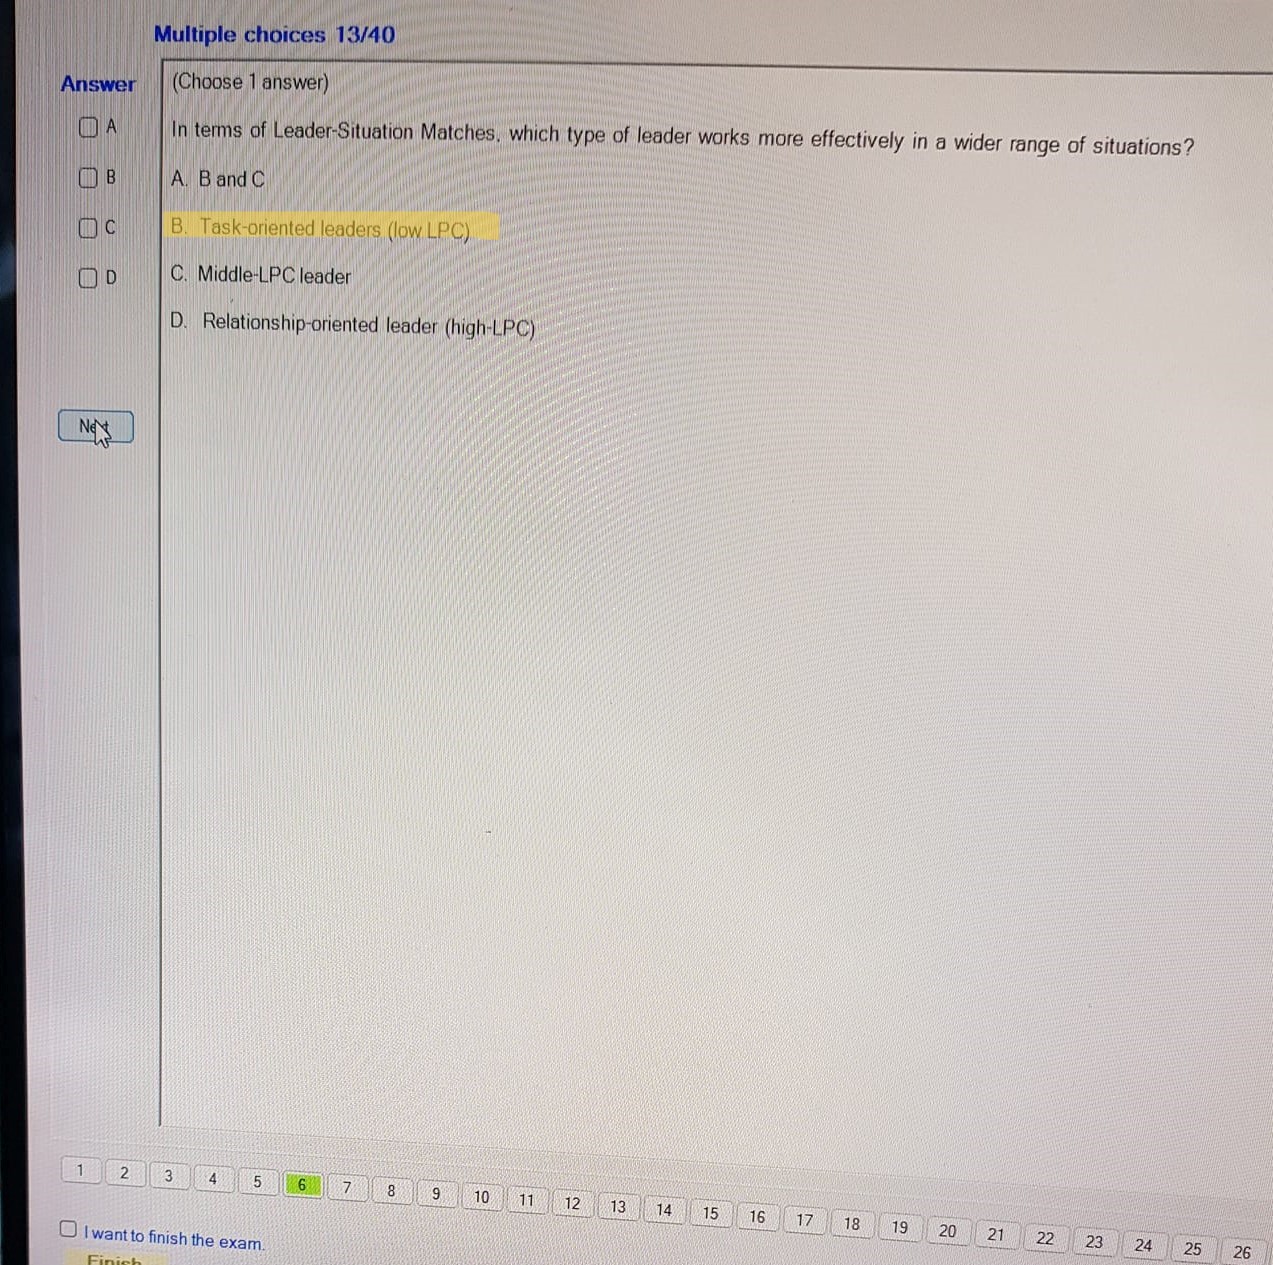 Multiple choices 13/40
Answer
(Choose 1 answer)
A
In terms of Leader-Situation Matches, which type of leader works more effectively in a wider range of situations?
B
A. B and C
C
B. Task-oriented leaders (low LPC)
D
C. Middle-LPC leader
D. Relationship-oriented leader (high-LPC)
Next
1 2 3 4 5 6 7 8 9 10 11 12 13 14 15 16 17 18 19 20 21 22 23 24 25 26
I want to finish the exam.
Finish